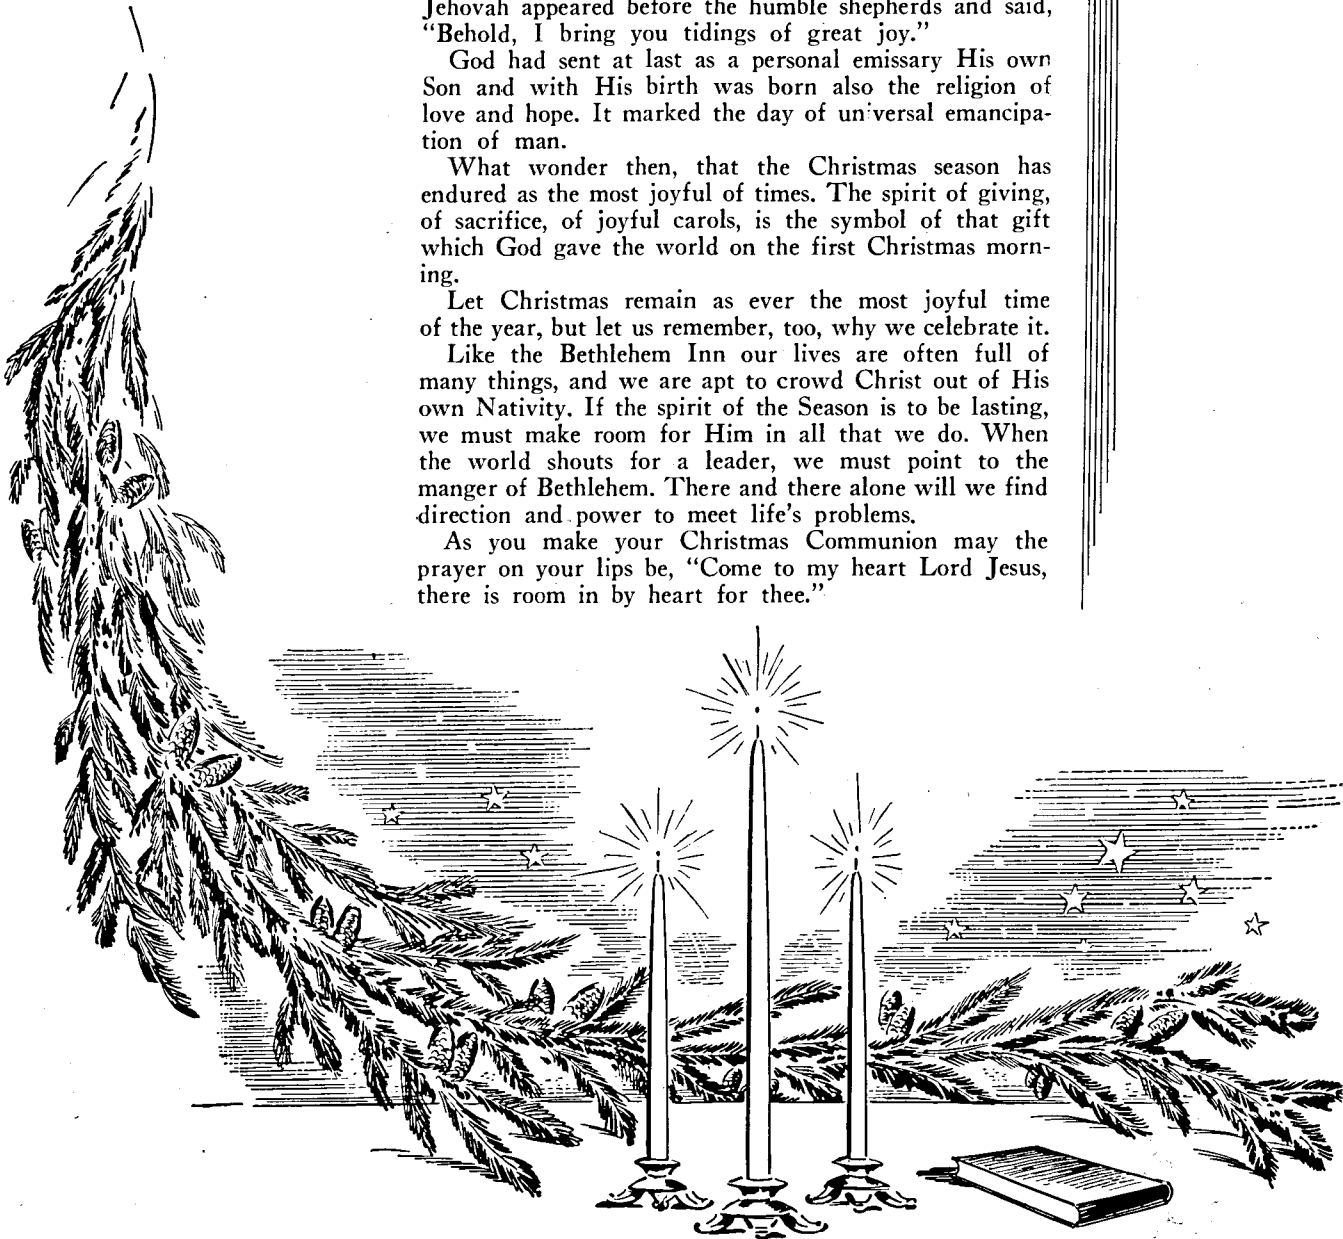 Jehovah appeared before the humble shepherds and said,
“Behold, I bring you tidings of great joy.”
God had sent at last as a personal emissary His own
Son and with His birth was born also the religion of
love and hope. It marked the day of universal emancipa-
tion of man.
What wonder then, that the Christmas season has
endured as the most joyful of times. The spirit of giving,
of sacrifice, of joyful carols, is the symbol of that gift
which God gave the world on the first Christmas morn-
ing.
Let Christmas remain as ever the most joyful time
of the year, but let us remember, too, why we celebrate it.
Like the Bethlehem Inn our lives are often full of
many things, and we are apt to crowd Christ out of His
own Nativity. If the spirit of the Season is to be lasting,
we must make room for Him in all that we do. When
the world shouts for a leader, we must point to the
manger of Bethlehem. There and there alone will we find
direction and power to meet life’s problems.
As you make your Christmas Communion may the
prayer on your lips be, “Come to my heart Lord Jesus,
there is room in by heart for thee.”